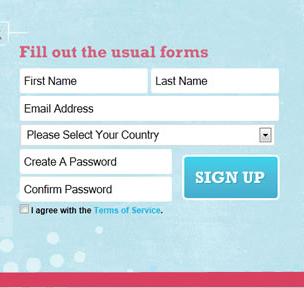 Fill out the usual forms
First Name Last Name
Email Address
Please Select Your Country
Create A Password
SIGN UP
Confirm Password
I agree with the Terms of Service.